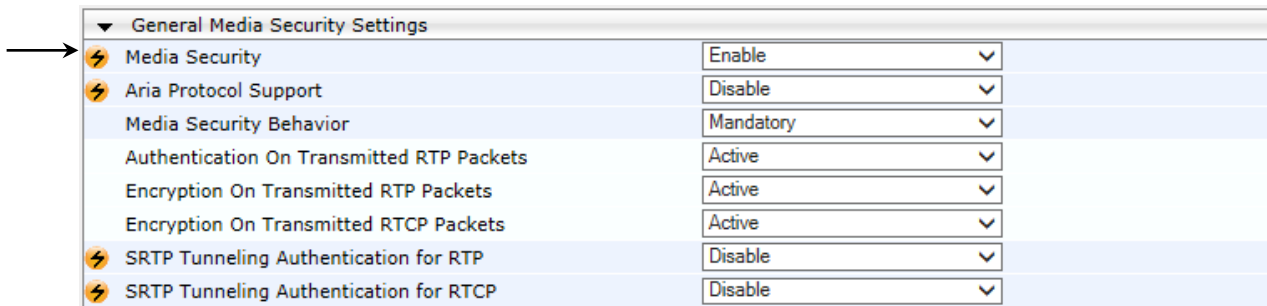 General Media Security Settings
Media Security Enable
Aria Protocol Support Disable
Media Security Behavior Mandatory
Authentication On Transmitted RTP Packets Active
Encryption On Transmitted RTP Packets Active
Encryption On Transmitted RTCP Packets Active
SRTP Tunneling Authentication for RTP Disable
SRTP Tunneling Authentication for RTCP Disable